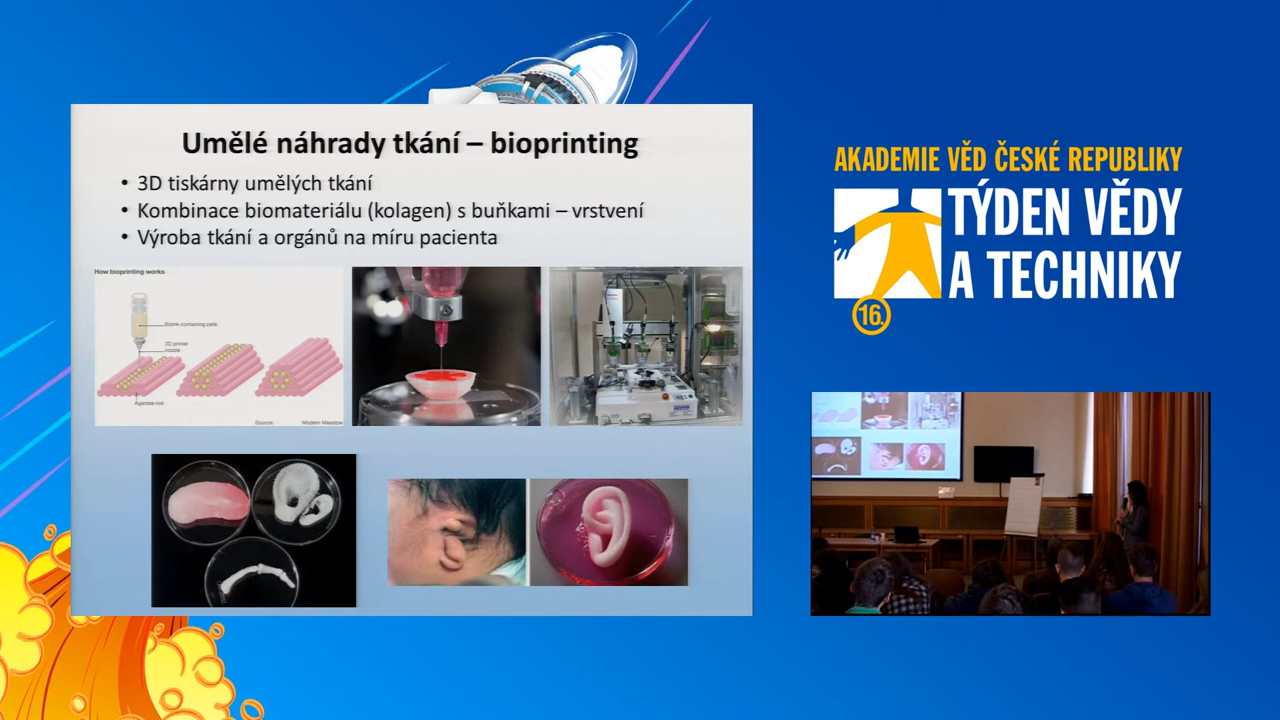 Umělé náhrady tkání – bioprinting
• 3D tiskárny umělých tkání
• Kombinace biomateriálu (kolagen) s buňkami – vrstvení
• Výroba tkání a orgánů na míru pacienta
How bioprinting works
Bioink containing cells
3D printer
nozzle
Agarose rod
Source: Modern Meadow
AKADEMIE VĚD ČESKÉ REPUBLIKY
TÝDEN VĚDY
A TECHNIKY
16.